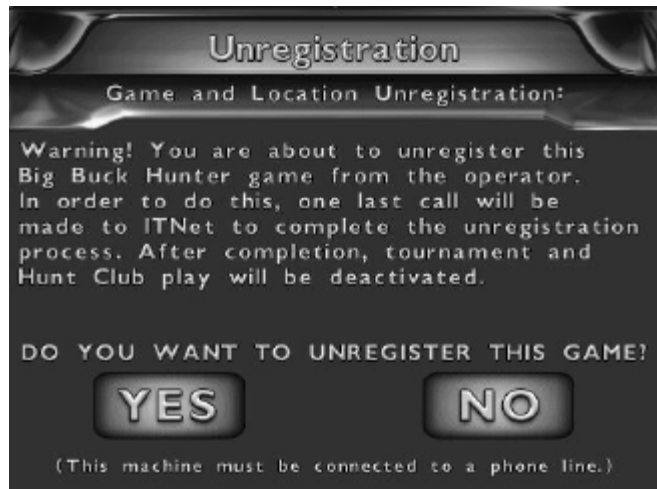 Unregistration
Game and Location Unregistration:
Warning! You are about to unregister this
Big Buck Hunter game from the operator.
In order to do this, one last call will be
made to ITNet to complete the unregistration
process. After completion, tournament and
Hunt Club play will be deactivated.
DO YOU WANT TO UNREGISTER THIS GAME?
YES NO
(This machine must be connected to a phone line.)